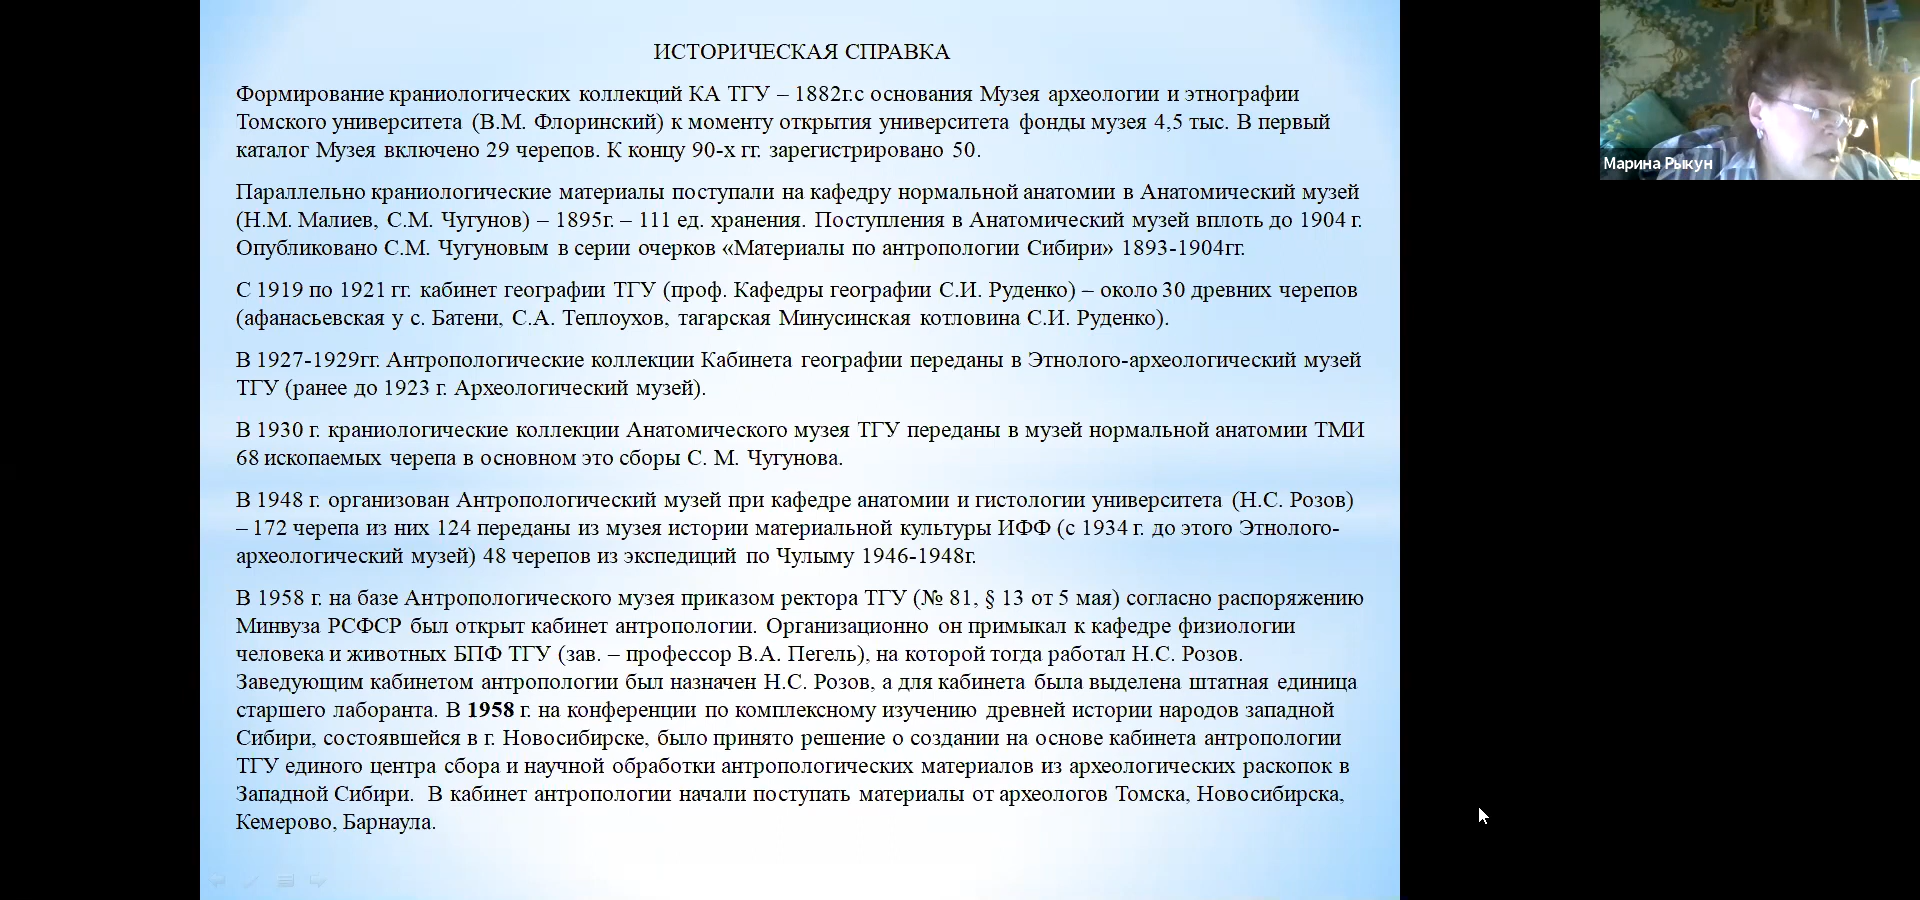 ИСТОРИЧЕСКАЯ СПРАВКА
Формирование краниологических коллекций КА ТГУ – 1882г.с основания Музея археологии и этнографии
Томского университета (В.М. Флоринский) к моменту открытия университета фонды музея 4,5 тыс. В первый
каталог Музея включено 29 черепов. К концу 90-х гг. зарегистрировано 50.
Параллельно краниологические материалы поступали на кафедру нормальной анатомии в Анатомический музей
(Н.М. Малиев, С.М. Чугунов) – 1895г. – 111 ед. хранения. Поступления в Анатомический музей вплоть до 1904 г.
Опубликовано С.М. Чугуновым в серии очерков «Материалы по антропологии Сибири» 1893-1904гг.
С 1919 по 1921 гг. кабинет географии ТГУ (проф. Кафедры географии С.И. Руденко) – около 30 древних черепов
(афанасьевская у с. Батени, С.А. Теплоухов, тагарская Минусинская котловина С.И. Руденко).
В 1927-1929гг. Антропологические коллекции Кабинета географии переданы в Этнолого-археологический музей
ТГУ (ранее до 1923 г. Археологический музей).
В 1930 г. краниологические коллекции Анатомического музея ТГУ переданы в музей нормальной анатомии ТМИ
68 ископаемых черепа в основном это сборы С. М. Чугунова.
В 1948 г. организован Антропологический музей при кафедре анатомии и гистологии университета (Н.С. Розов)
– 172 черепа из них 124 переданы из музея истории материальной культуры ИФФ (с 1934 г. до этого Этнолого-
археологический музей) 48 черепов из экспедиций по Чулыму 1946-1948г.
В 1958 г. на базе Антропологического музея приказом ректора ТГУ (№ 81, § 13 от 5 мая) согласно распоряжению
Минвуза РСФСР был открыт кабинет антропологии. Организационно он примыкал к кафедре физиологии
человека и животных БПФ ТГУ (зав. – профессор В.А. Пегель), на которой тогда работал Н.С. Розов.
Заведующим кабинетом антропологии был назначен Н.С. Розов, а для кабинета была выделена штатная единица
старшего лаборанта. В 1958 г. на конференции по комплексному изучению древней истории народов западной
Сибири, состоявшейся в г. Новосибирске, было принято решение о создании на основе кабинета антропологии
ТГУ единого центра сбора и научной обработки антропологических материалов из археологических раскопок в
Западной Сибири. В кабинет антропологии начали поступать материалы от археологов Томска, Новосибирска,
Кемерово, Барнаула.
Марина Рыкун